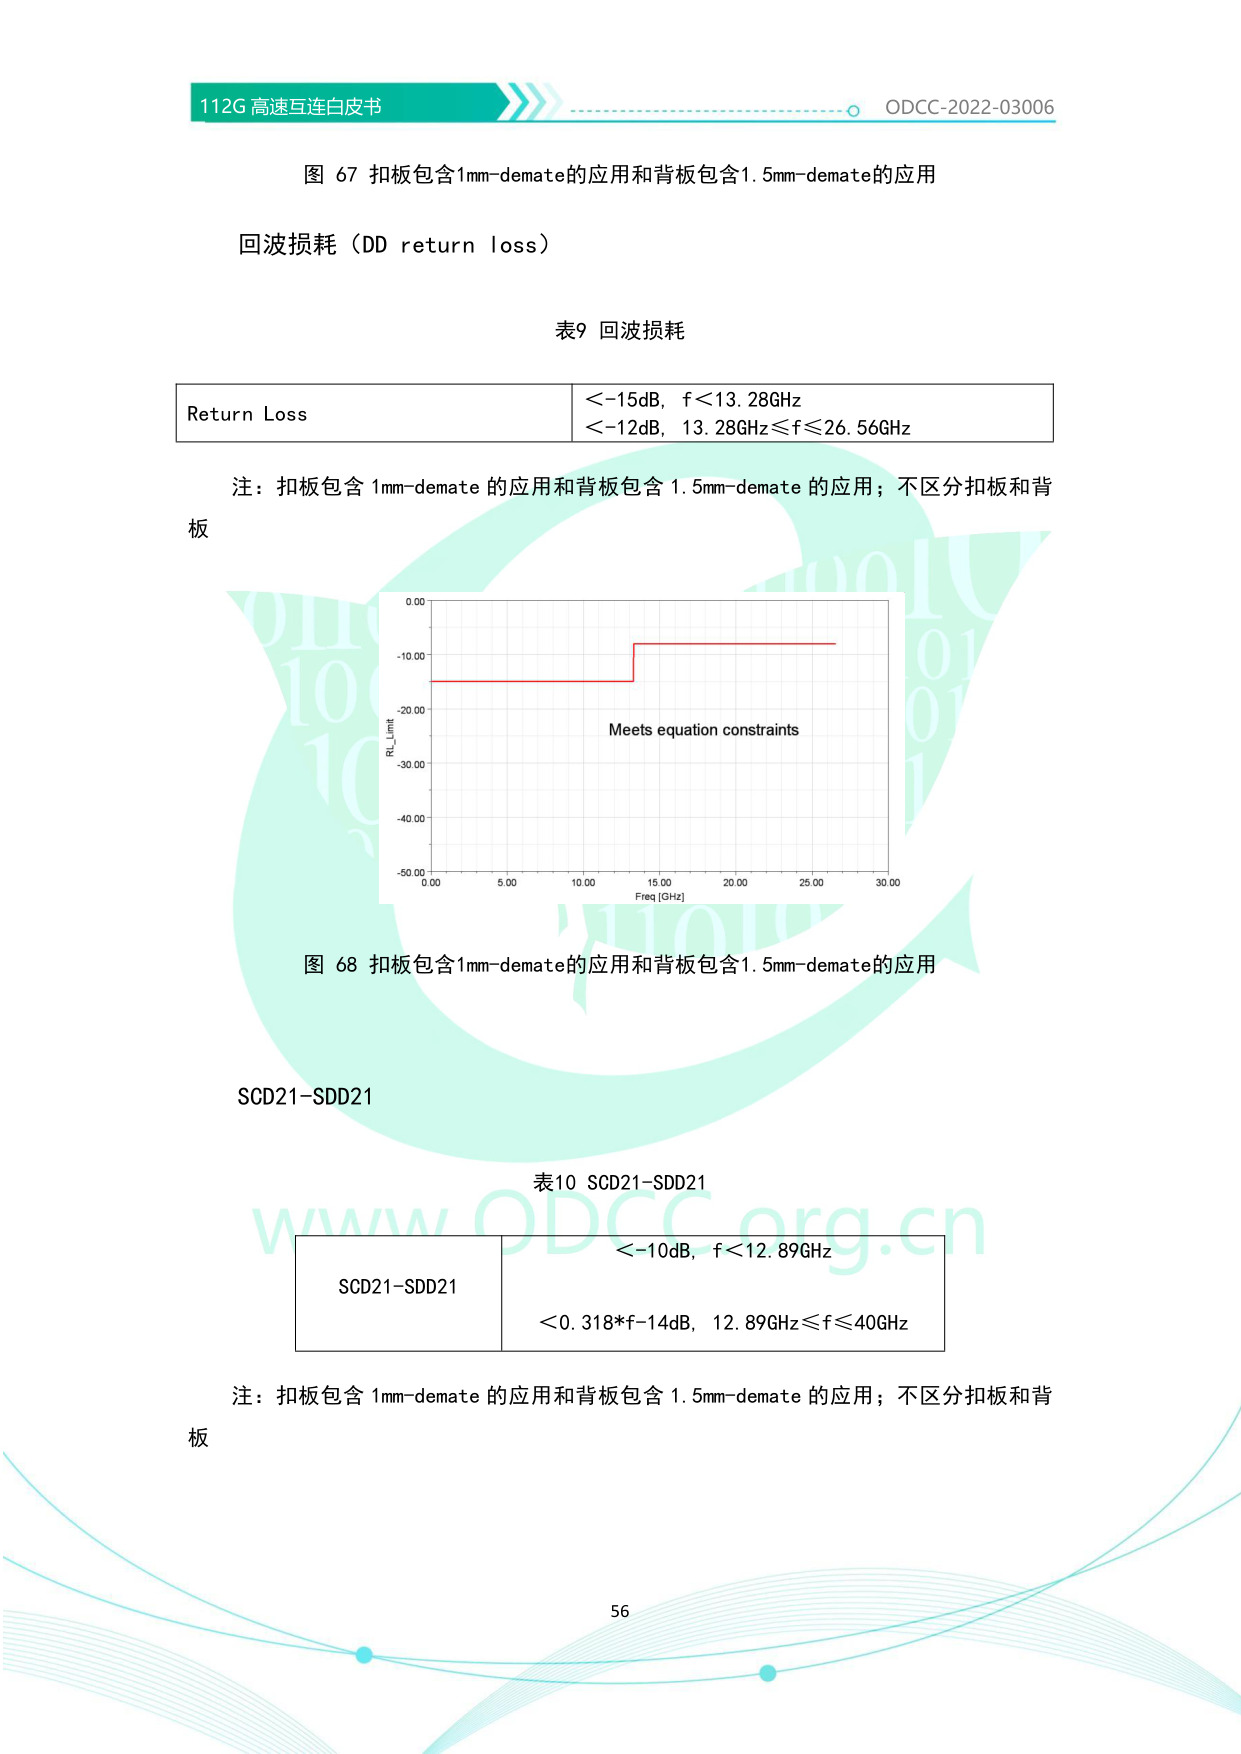 112G 高速互连白皮书
ODCC-2022-03006
图 67 扣板包含1mm-demate的应用和背板包含1.5mm-demate的应用
回波损耗（DD return loss）
表9 回波损耗
Return Loss
＜-15dB, f＜13.28GHz
＜-12dB, 13.28GHz≤f≤26.56GHz
注：扣板包含 1mm-demate 的应用和背板包含 1.5mm-demate 的应用；不区分扣板和背
板
0.00
-10.00
-20.00
-30.00
-40.00
-50.00
RL_Limit
Meets equation constraints
0.00 5.00 10.00 15.00 20.00 25.00 30.00
Freq [GHz]
图 68 扣板包含1mm-demate的应用和背板包含1.5mm-demate的应用
SCD21-SDD21
表10 SCD21-SDD21
www.ODCC.org.cn
SCD21-SDD21
＜-10dB, f＜12.89GHz
＜0.318*f-14dB, 12.89GHz≤f≤40GHz
注：扣板包含 1mm-demate 的应用和背板包含 1.5mm-demate 的应用；不区分扣板和背
板
56